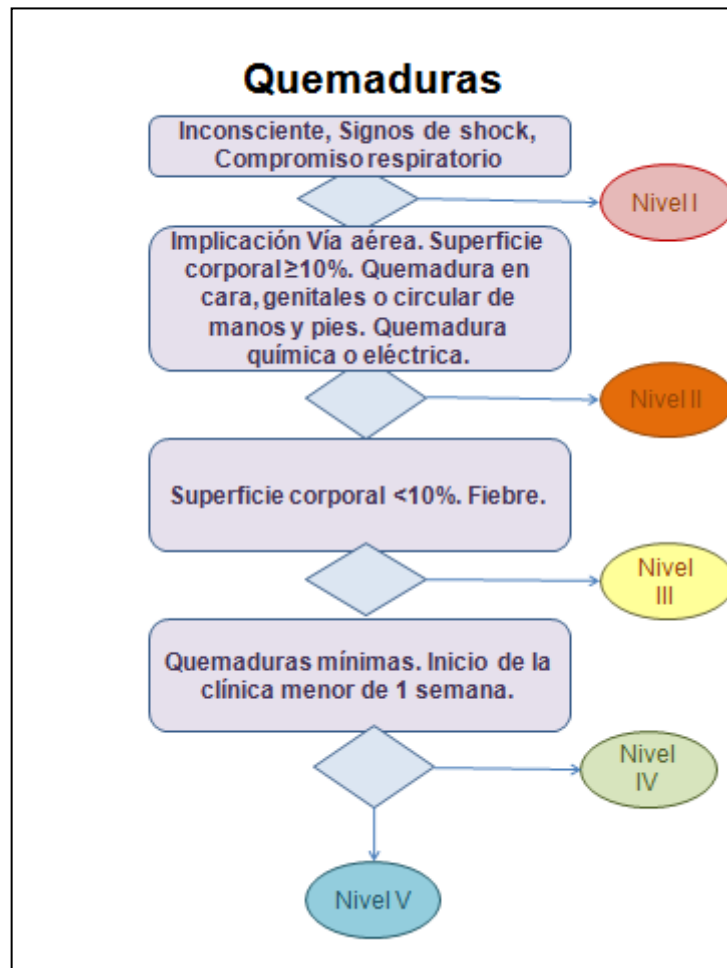 Quemaduras
Inconsciente, Signos de shock,
Compromiso respiratorio
Nivel I
Implicación Vía aérea. Superficie
corporal ≥10%. Quemadura en
cara, genitales o circular de
manos y pies. Quemadura
química o eléctrica.
Nivel II
Superficie corporal <10%. Fiebre.
Nivel
III
Quemaduras mínimas. Inicio de la
clínica menor de 1 semana.
Nivel
IV
Nivel V